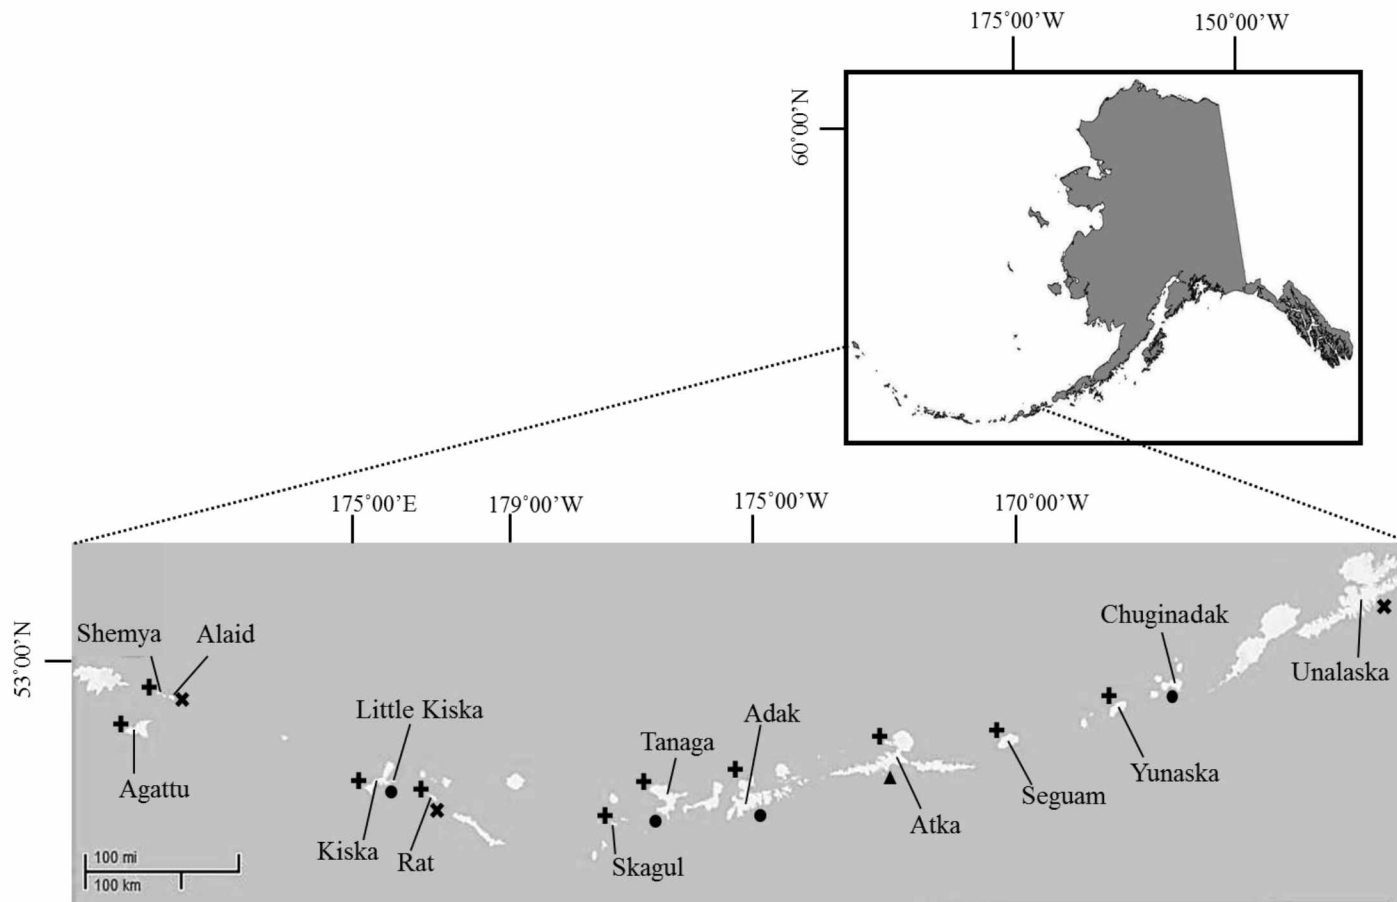 175°00'W
150°00'W
60°00'N
175°00'E
179°00'W
175°00'W
170°00'W
53°00'N
Shemya
Alaid
Chuginadak
Unalaska
Little Kiska
Adak
Tanaga
Agattu
Yunaska
Seguam
Atka
Kiska
Rat
Skagul
100 mi
100 km